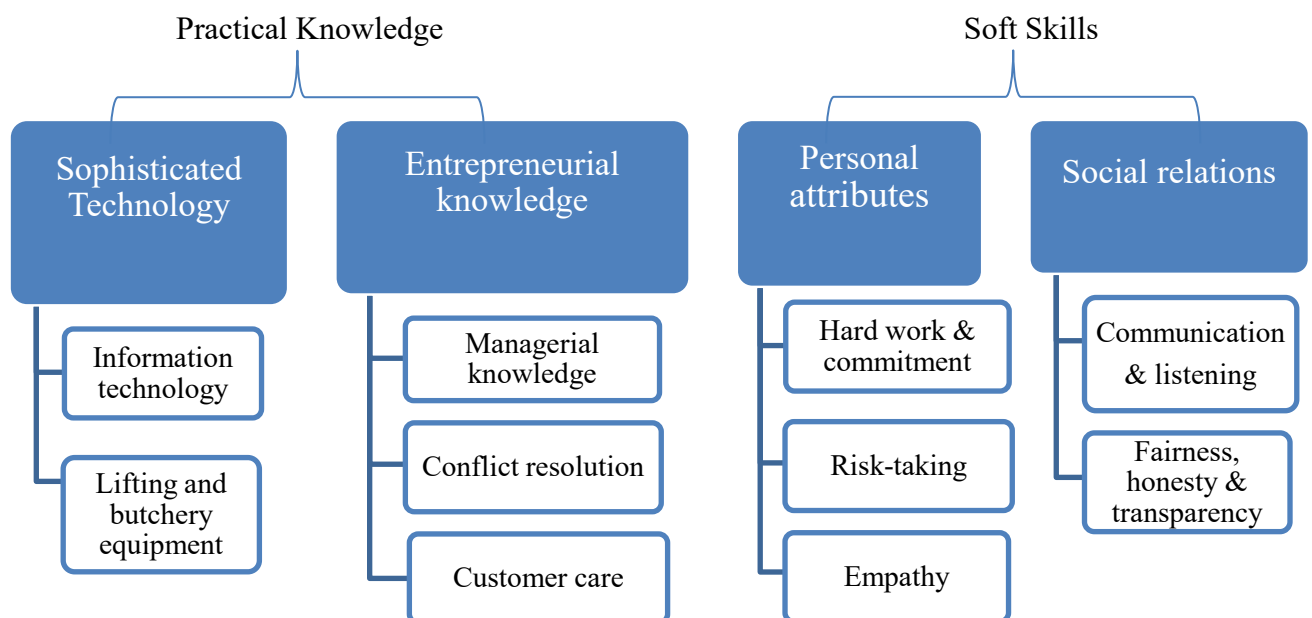 Practical Knowledge
Soft Skills
Sophisticated
Technology
Entrepreneurial
knowledge
Personal
attributes
Social relations
Information
technology
Lifting and
butchery
equipment
Managerial
knowledge
Conflict resolution
Customer care
Hard work &
commitment
Risk-taking
Empathy
Communication
& listening
Fairness,
honesty &
transparency